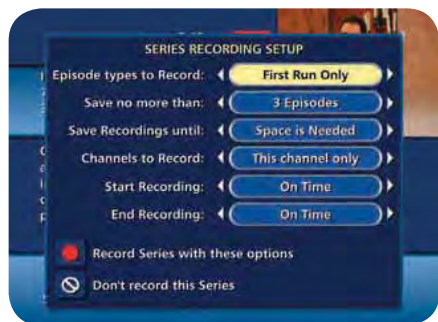 SERIES RECORDING SETUP
Episode types to Record: First Run Only
Save no more than: 3 Episodes
Save Recordings until: Space is Needed
Channels to Record: This channel only
Start Recording: On Time
End Recording: On Time
Record Series with these options
Don't record this Series